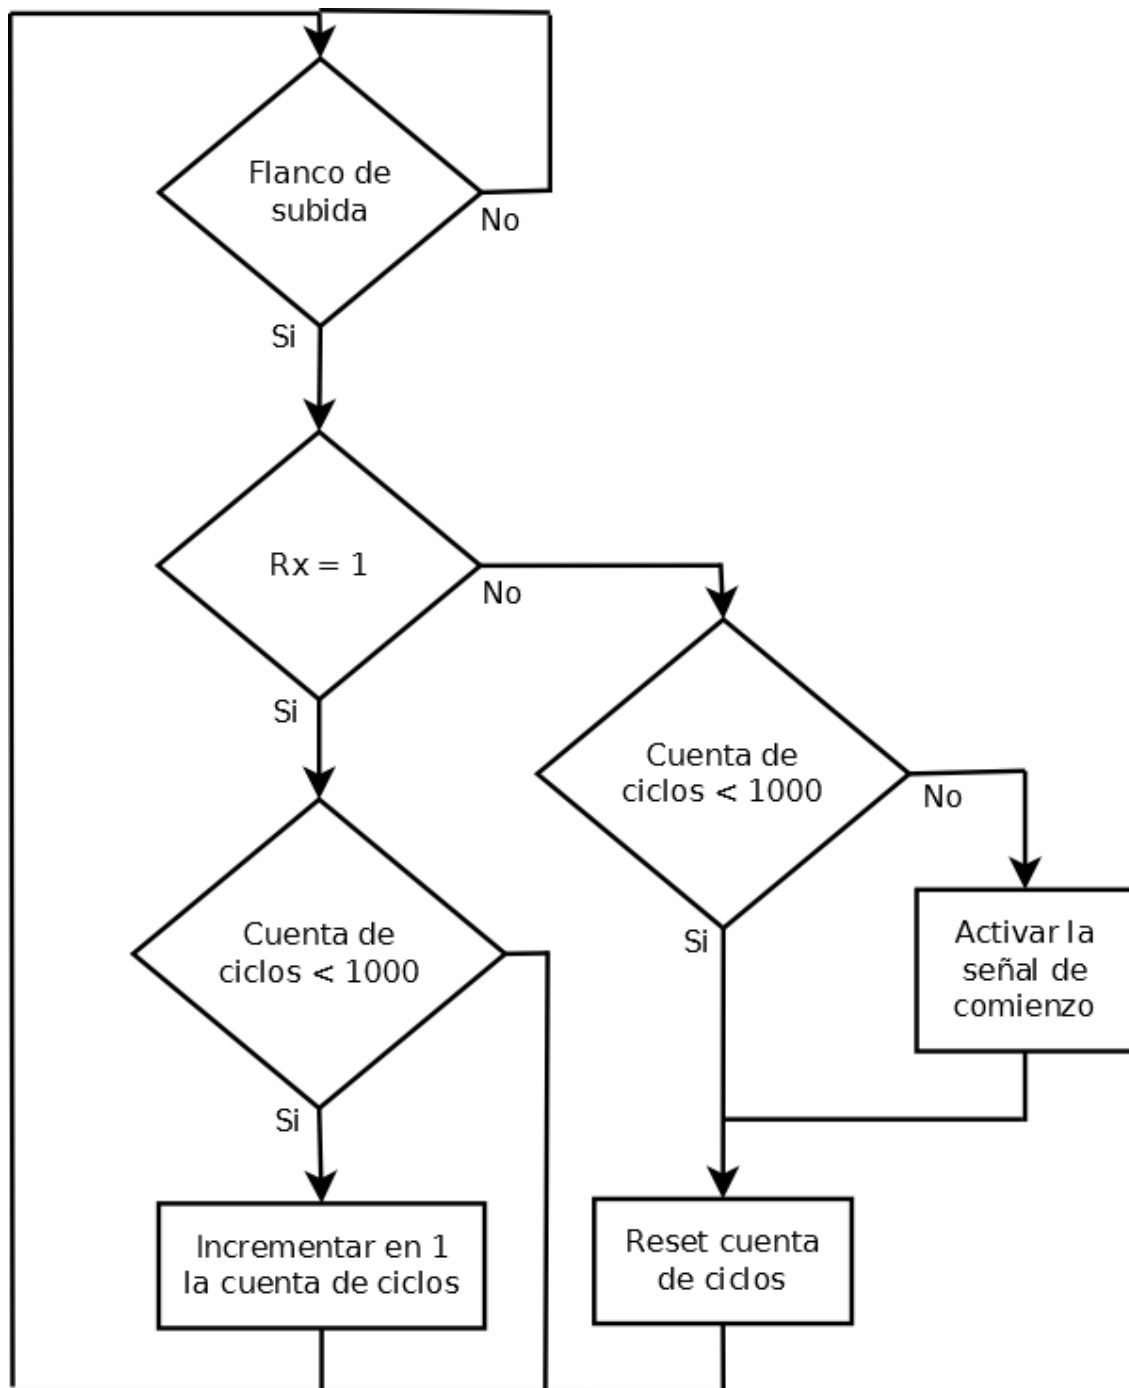 Flanco de
subida
No
Si
Rx = 1
No
Si
Cuenta de
ciclos < 1000
No
Si
Cuenta de
ciclos < 1000
Si
Activar la
señal de
comienzo
Incrementar en 1
la cuenta de ciclos
Reset cuenta
de ciclos